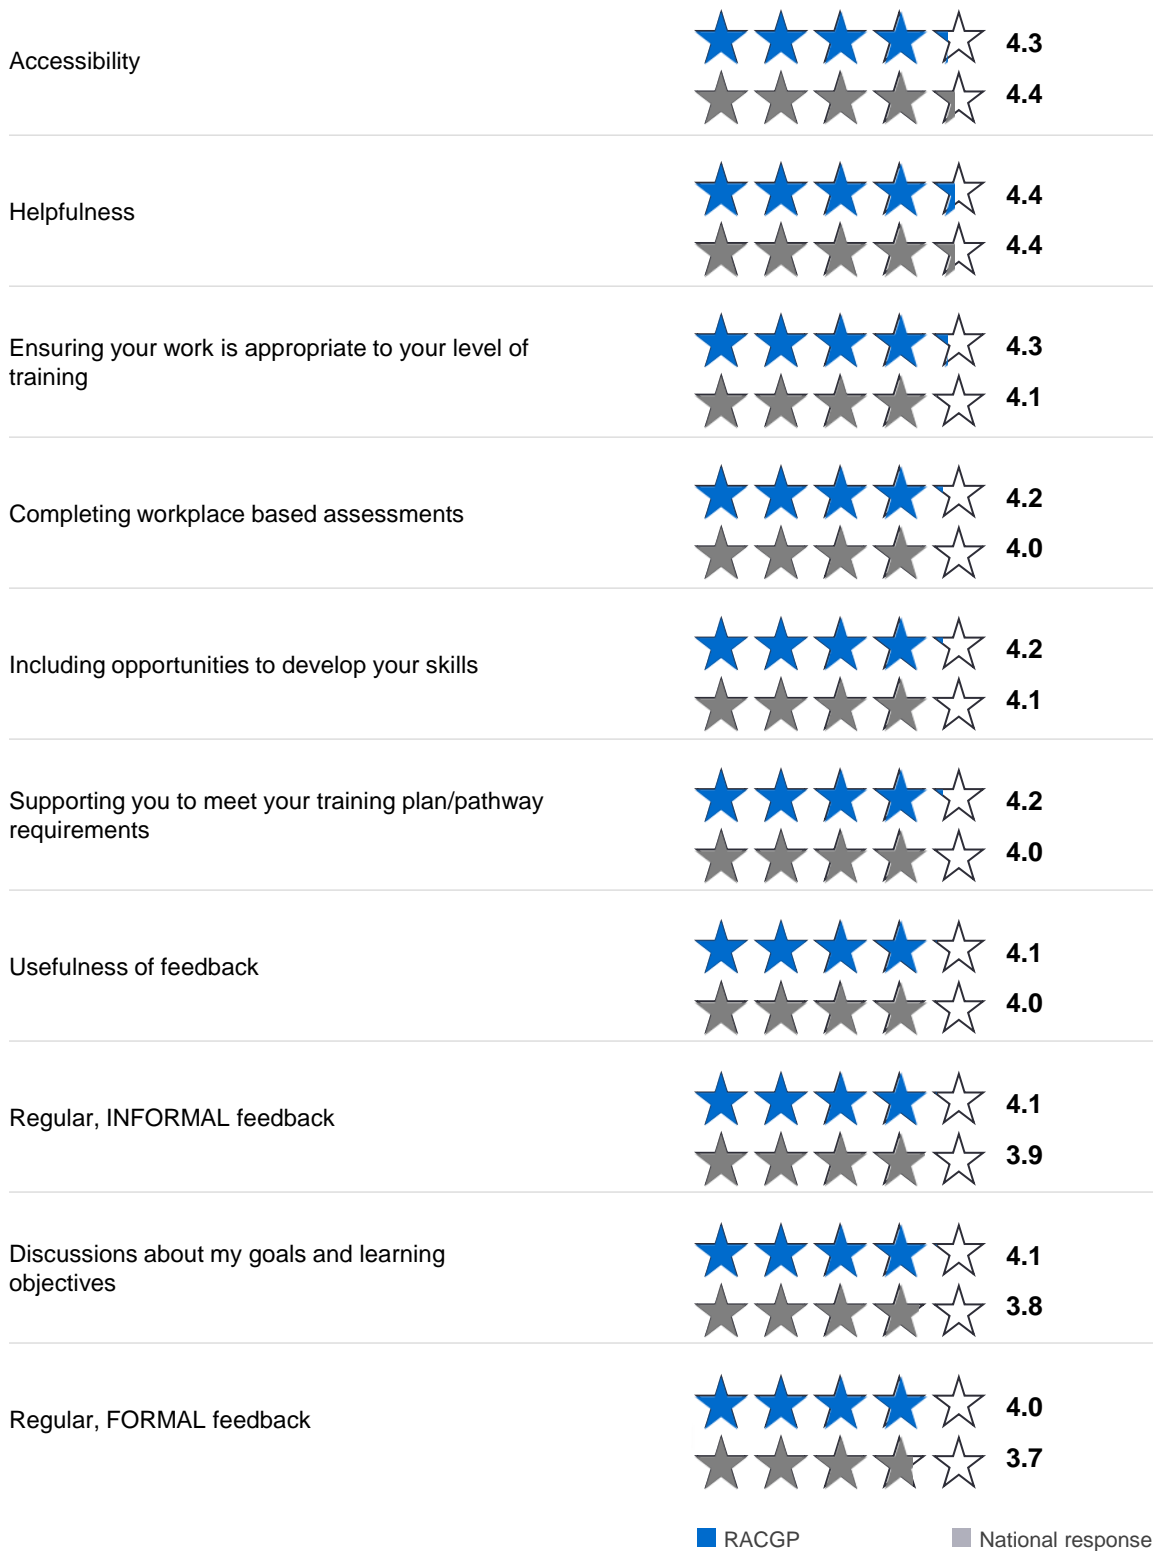 Accessibility
4.3
4.4
Helpfulness
4.4
4.4
Ensuring your work is appropriate to your level of
training
4.3
4.1
Completing workplace based assessments
4.2
4.0
Including opportunities to develop your skills
4.2
4.1
Supporting you to meet your training plan/pathway
requirements
4.2
4.0
Usefulness of feedback
4.1
4.0
Regular, INFORMAL feedback
4.1
3.9
Discussions about my goals and learning
objectives
4.1
3.8
Regular, FORMAL feedback
4.0
3.7
RACGP National response